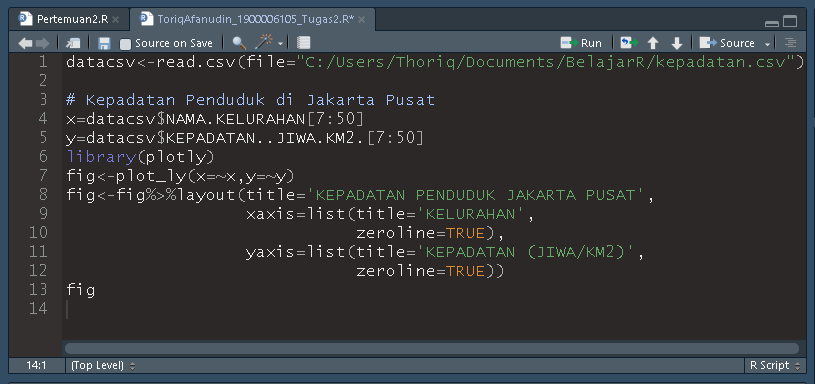 Pertemuan2.R ToriqAfanudin_1900006105_Tugas2.R*
Source on Save Run Source
1 datacsv<-read.csv(file="C:/Users/Thoriq/Documents/BelajarR/kepadatan.csv")
2
3 # Kepadatan Penduduk di Jakarta Pusat
4 x=datacsv$NAMA.KELURAHAN[7:50]
5 y=datacsv$KEPADATAN..JIWA.KM2.[7:50]
6 library(plotly)
7 fig<-plot_ly(x=~x,y=~y)
8 fig<-fig%>%layout(title='KEPADATAN PENDUDUK JAKARTA PUSAT',
9 xaxis=list(title='KELURAHAN',
10 zeroline=TRUE),
11 yaxis=list(title='KEPADATAN (JIWA/KM2)',
12 zeroline=TRUE))
13 fig
14
14:1 (Top Level) R Script